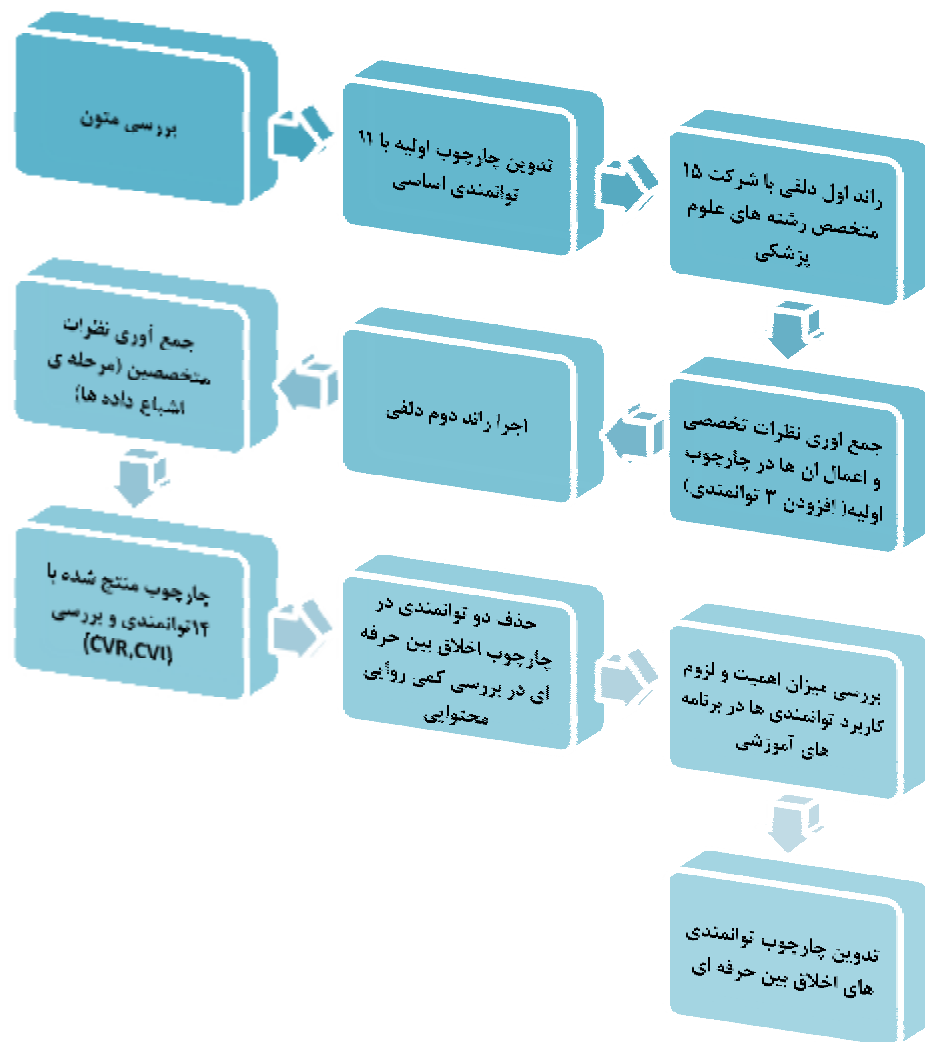 بررسی متون
تدوین چارچوب اولیه با ۱۱
توانمندی اساسی
راند اول دلفی با شرکت ۱۵
متخصص رشته های علوم
پزشکی
جمع اوری نظرات تخصصی
و اعمال ان ها در چارچوب
اولیه( افزودن ۳ توانمندی)
اجرا راند دوم دلفی
جمع آوری نظرات
متخصصین (مرحله ی
اشباع داده ها)
چارچوب منتج شده با
۱۴توانمندی و بررسی
(CVR,CVI)
حذف دو توانمندی در
چارچوب اخلاق بین حرفه
ای در بررسی کمی روایی
محتوایی
بررسی میزان اهمیت و لزوم
کاربرد توانمندی ها در برنامه
های آموزشی
تدوین چارچوب توانمندی
های اخلاق بین حرفه ای